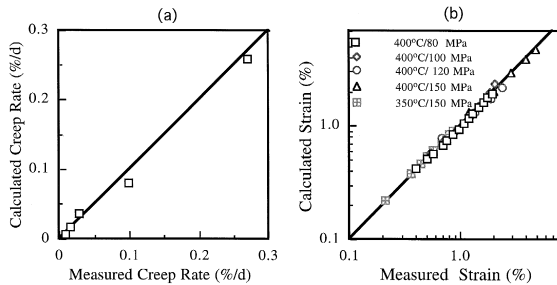 (a)
0.3
0.2
0.1
0
0
0.1
0.2
0.3
Calculated Creep Rate (%/d)
Measured Creep Rate (%/d)
(b)
400°C/80 MPa
400°C/100 MPa
400°C/ 120 MPa
400°C/150 MPa
350°C/150 MPa
1.0
0.1
0.1
1.0
Calculated Strain (%)
Measured Strain (%)